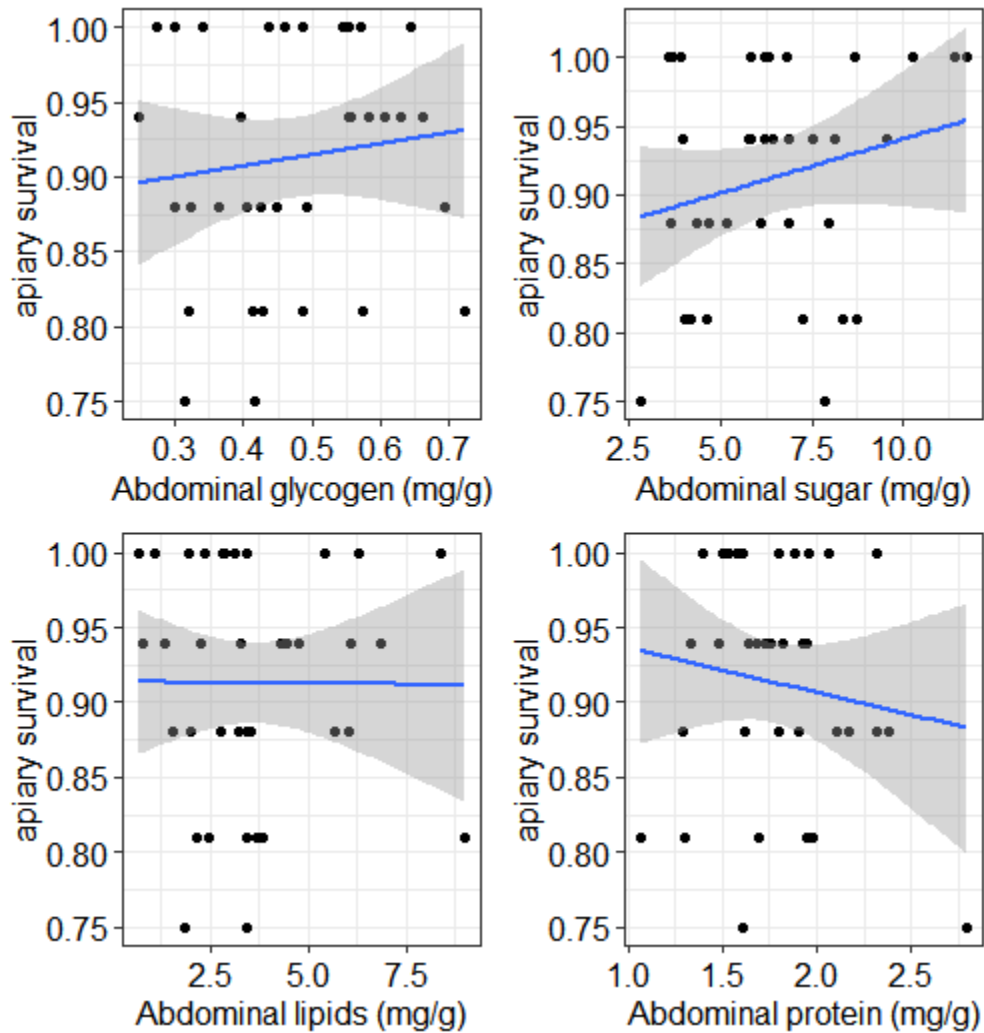 apiary survival
1.00
0.95
0.90
0.85
0.80
0.75
0.3 0.4 0.5 0.6 0.7
Abdominal glycogen (mg/g)
apiary survival
1.00
0.95
0.90
0.85
0.80
0.75
2.5 5.0 7.5 10.0
Abdominal sugar (mg/g)
apiary survival
1.00
0.95
0.90
0.85
0.80
0.75
2.5 5.0 7.5
Abdominal lipids (mg/g)
apiary survival
1.00
0.95
0.90
0.85
0.80
0.75
1.0 1.5 2.0 2.5
Abdominal protein (mg/g)